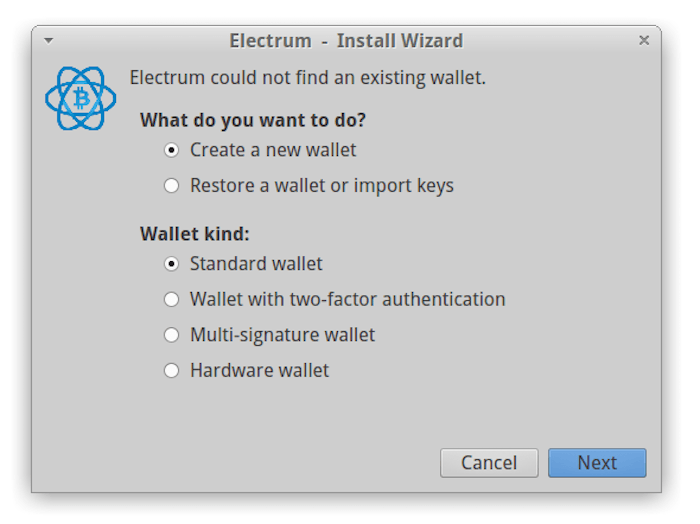 Electrum - Install Wizard
Electrum could not find an existing wallet.
What do you want to do?
Create a new wallet
Restore a wallet or import keys
Wallet kind:
Standard wallet
Wallet with two-factor authentication
Multi-signature wallet
Hardware wallet
Cancel Next